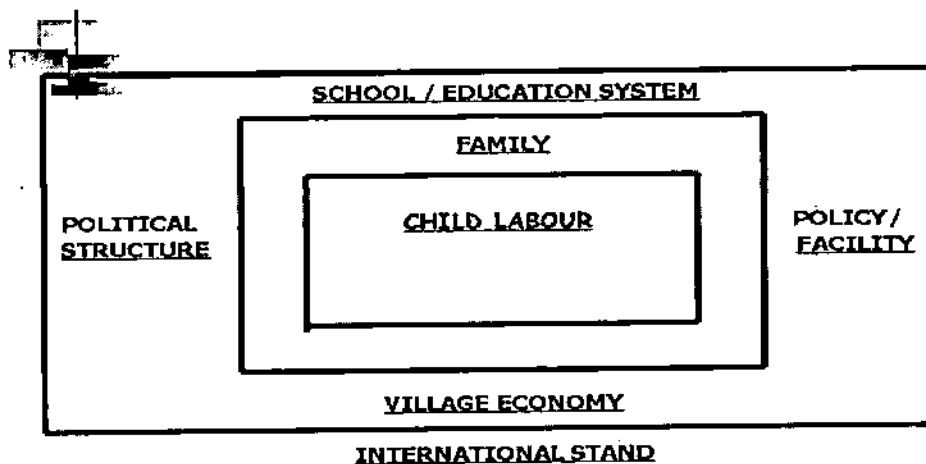 SCHOOL / EDUCATION SYSTEM
FAMILY
CHILD LABOUR
POLITICAL
STRUCTURE
POLICY/
FACILITY
VILLAGE ECONOMY
INTERNATIONAL STAND